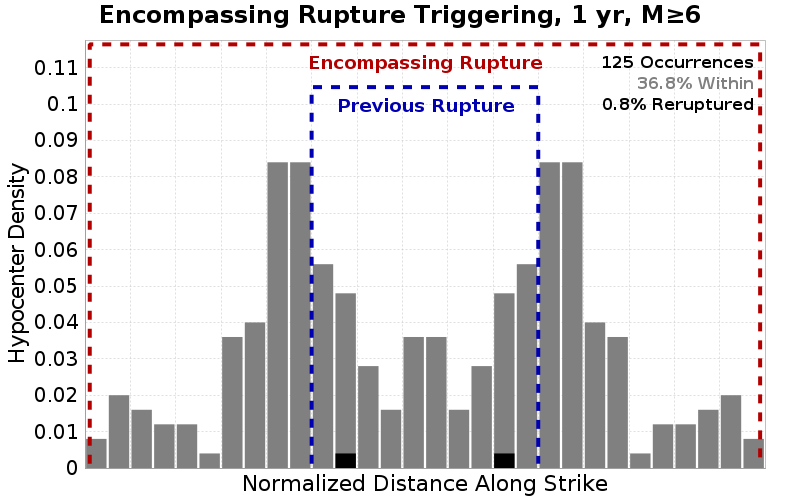 Encompassing Rupture Triggering, 1 yr, M≥6
Encompassing Rupture
125 Occurrences
36.8% Within
Previous Rupture
0.8% Reruptured
Hypocenter Density
0.11
0.1
0.09
0.08
0.07
0.06
0.05
0.04
0.03
0.02
0.01
0
Normalized Distance Along Strike